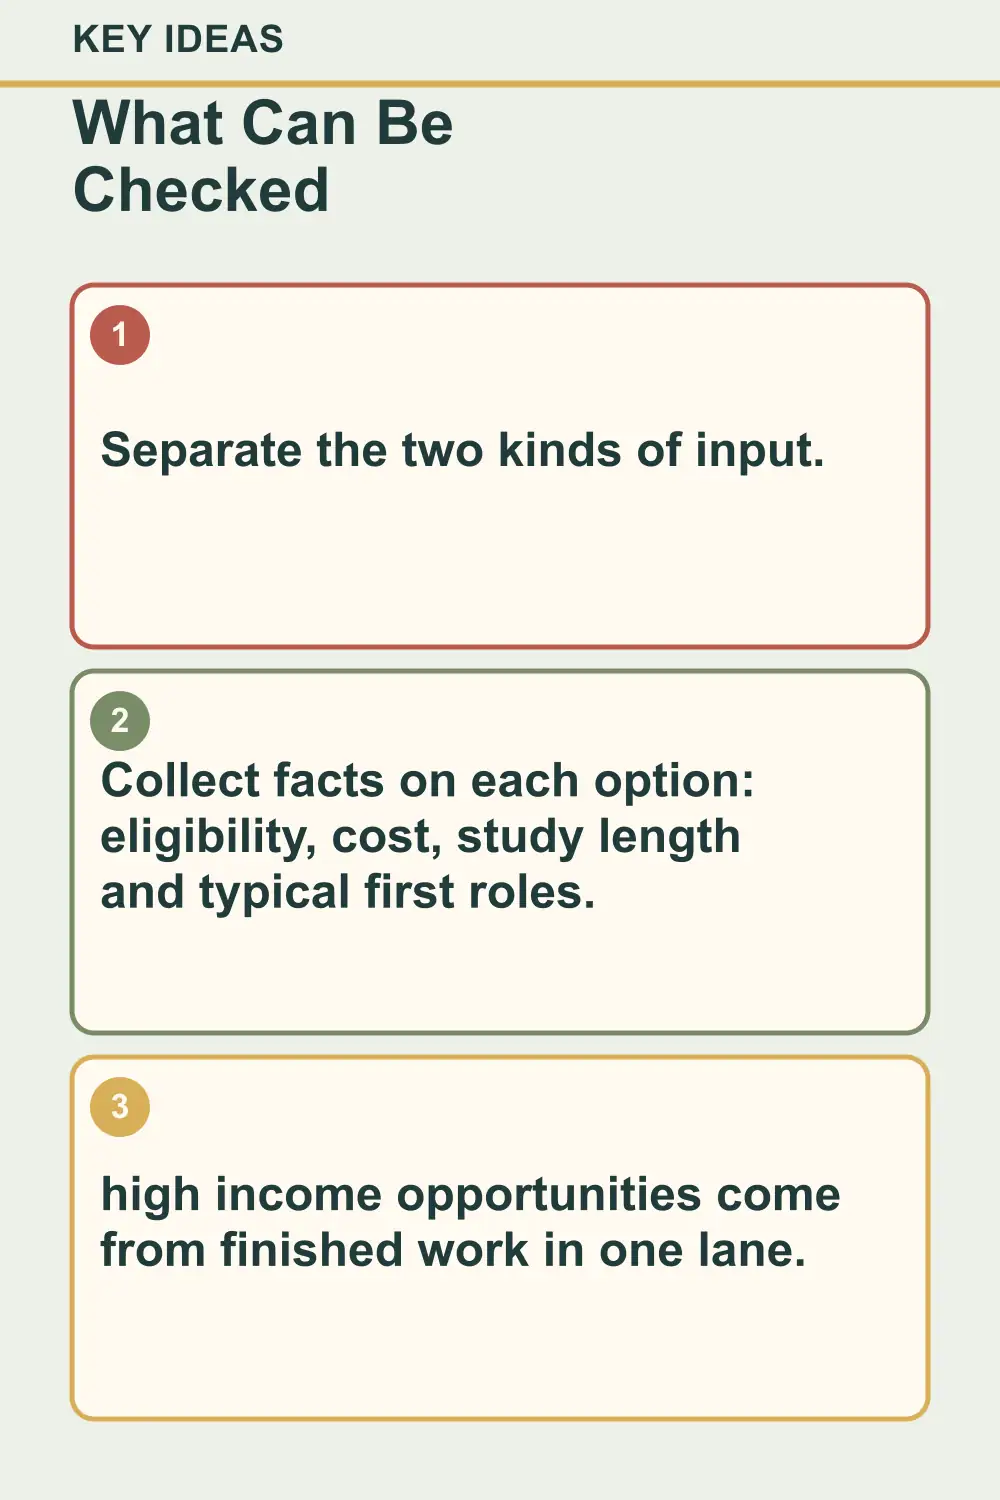 KEY IDEAS
What Can Be
Checked
1
Separate the two kinds of input.
2
Collect facts on each option:
eligibility, cost, study length
and typical first roles.
3
high income opportunities come
from finished work in one lane.